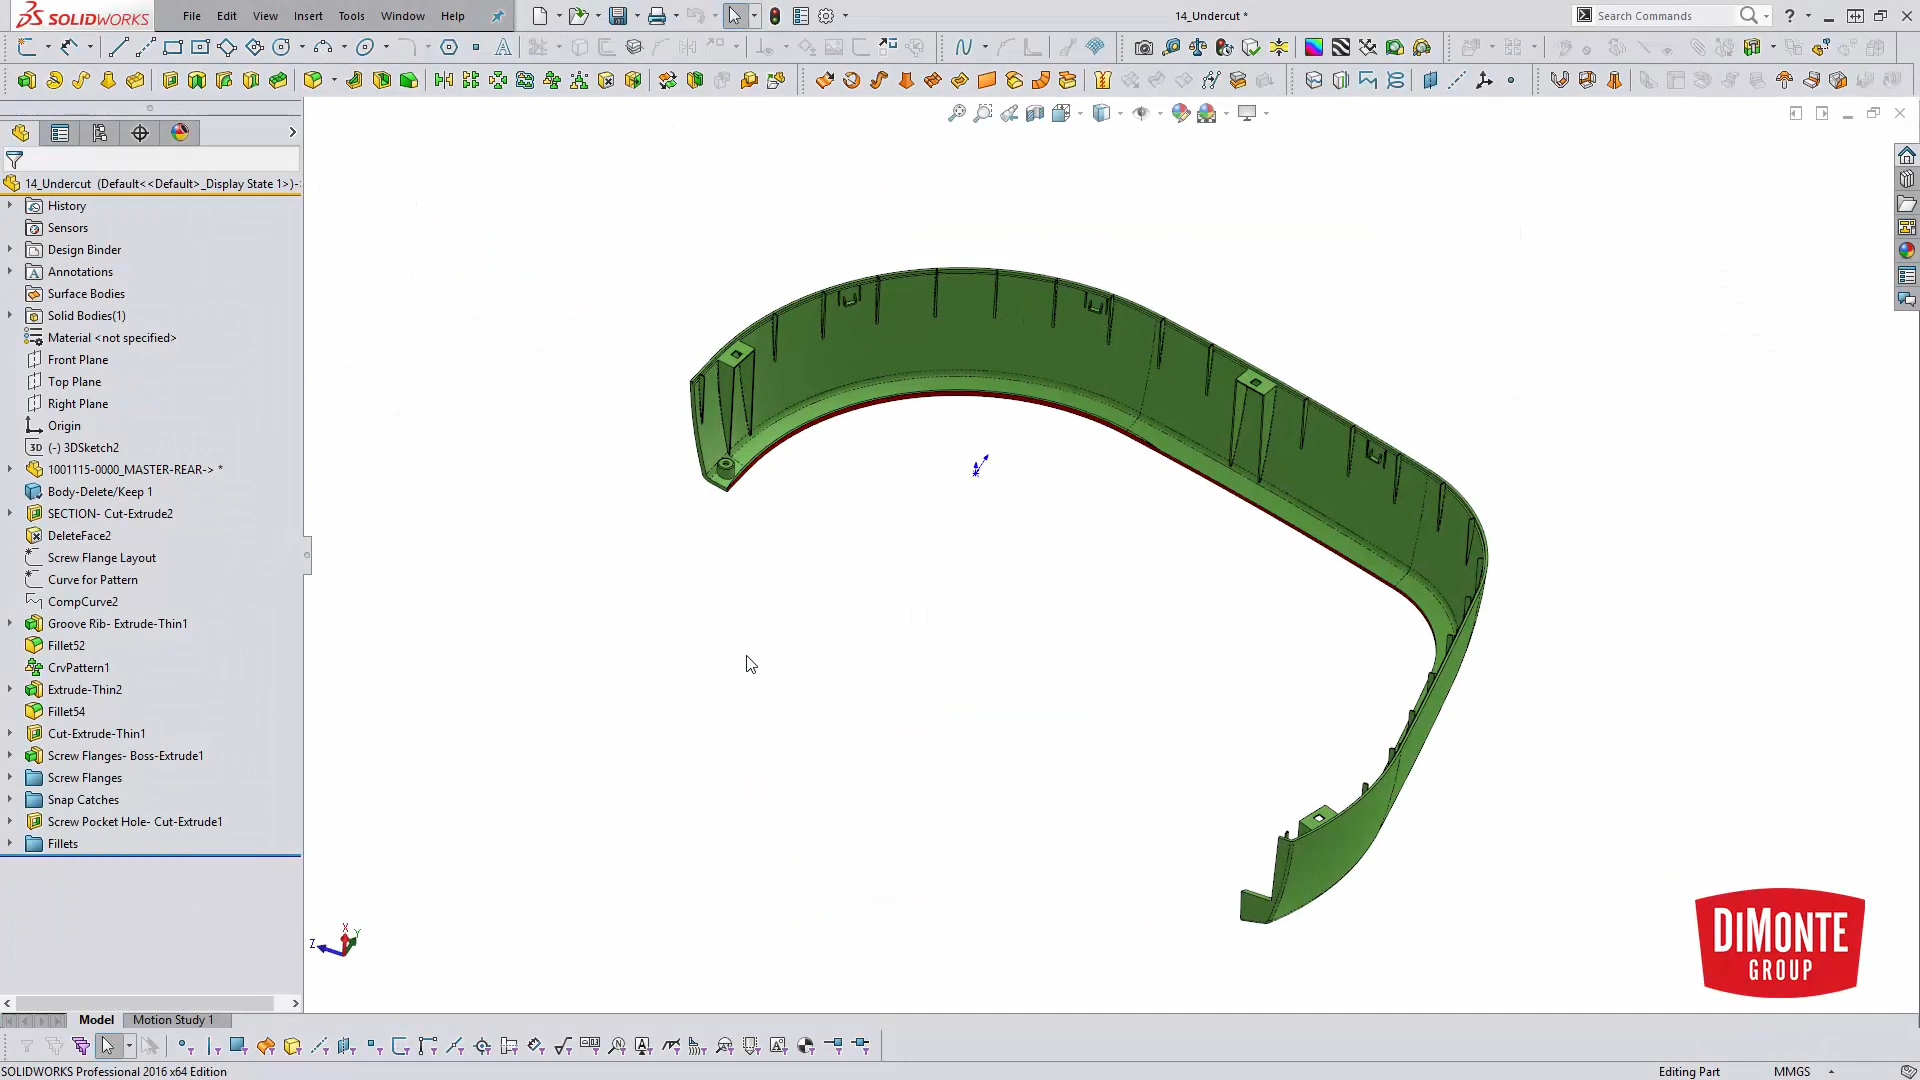 SOLIDWORKS
File Edit View Insert Tools Window Help
14_Undercut *
Search Commands
14_Undercut (Default<<Default>_Display State 1>)->
History
Sensors
Design Binder
Annotations
Surface Bodies
Solid Bodies(1)
Material <not specified>
Front Plane
Top Plane
Right Plane
Origin
3D (-) 3DSketch2
1001115-0000_MASTER-REAR-> *
Body-Delete/Keep 1
SECTION- Cut-Extrude2
DeleteFace2
Screw Flange Layout
Curve for Pattern
CompCurve2
Groove Rib- Extrude-Thin1
Fillet52
CrvPattern1
Extrude-Thin2
Fillet54
Cut-Extrude-Thin1
Screw Flanges- Boss-Extrude1
Screw Flanges
Snap Catches
Screw Pocket Hole- Cut-Extrude1
Fillets
X
Y
Z
DIMONTE
GROUP
Model Motion Study 1
SOLIDWORKS Professional 2016 x64 Edition
Editing Part
MMGS